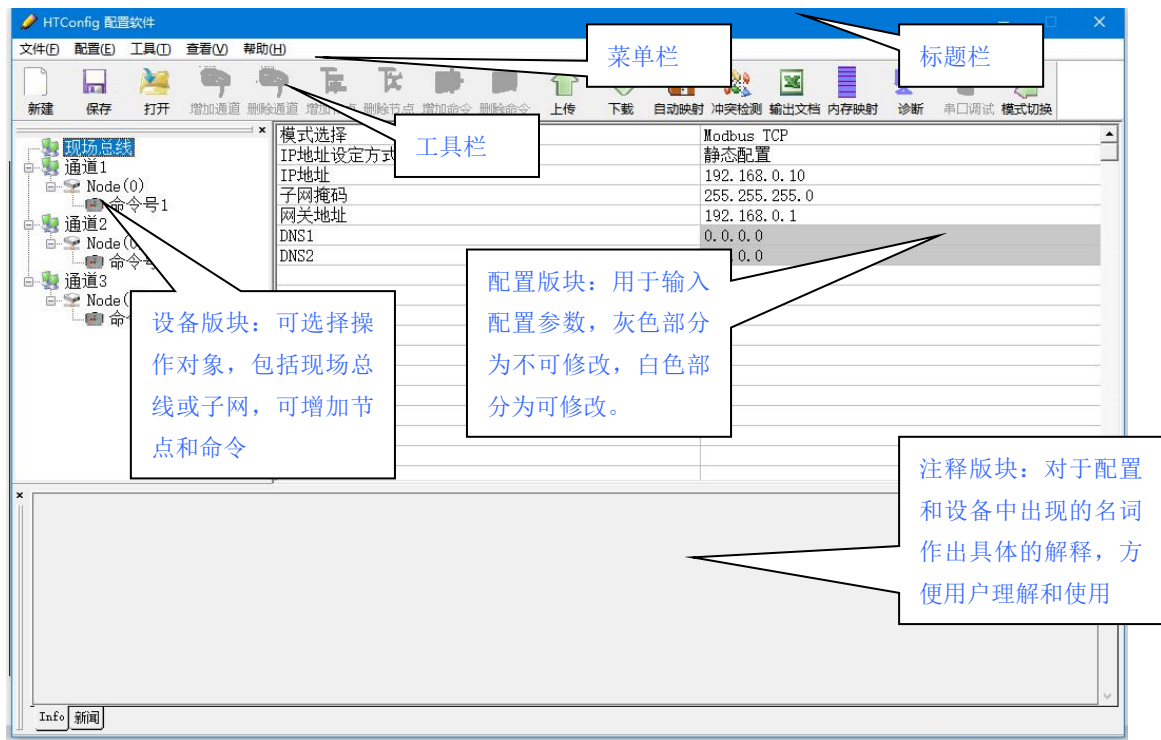 HTConfig 配置软件
文件(F) 配置(E) 工具(T) 查看(V) 帮助(H)
菜单栏
标题栏
新建 保存 打开 增加通道 删除通道 删除节点 增加命令 删除命令 上传 下载 自动映射 冲突检测 输出文档 内存映射 诊断 串口调试 模式切换
工具栏
现场总线
通道1
Node(0)
命令号1
通道2
Node(0
命令号
通道3
Node(
命
模式选择 Modbus TCP
IP地址设定方式 静态配置
IP地址 192.168.0.10
子网掩码 255.255.255.0
网关地址 192.168.0.1
DNS1 0.0.0.0
DNS2 .0.0
设备版块：可选择操
作对象，包括现场总
线或子网，可增加节
点和命令
配置版块：用于输入
配置参数，灰色部分
为不可修改，白色部
分为可修改。
注释版块：对于配置
和设备中出现的名词
作出具体的解释，方
便用户理解和使用
Info 新闻